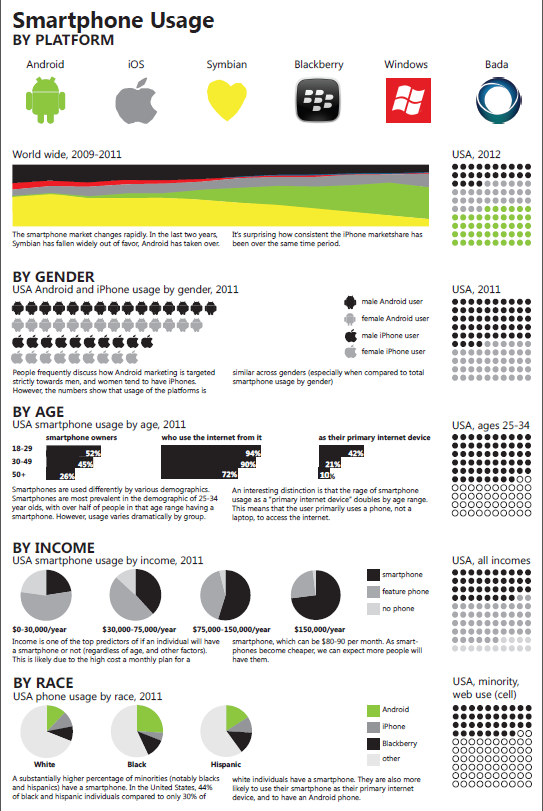 Smartphone Usage
BY PLATFORM
Android iOS Symbian Blackberry Windows Bada
World wide, 2009-2011
The smartphone market changes rapidly. In the last two years,
Symbian has fallen widely out of favor, Android has taken over.
It's surprising how consistent the iPhone marketshare has
been over the same time period.
USA, 2012
BY GENDER
USA Android and iPhone usage by gender, 2011
male Android user
female Android user
male iPhone user
female iPhone user
People frequently discuss how Android marketing is targeted
strictly towards men, and women tend to have iPhones.
However, the numbers show that usage of the platforms is
similar across genders (especially when compared to total
smartphone usage by gender)
USA, 2011
BY AGE
USA smartphone usage by age, 2011
smartphone owners who use the internet from it as their primary internet device
18-29 52% 94% 42%
30-49 45% 90% 21%
50+ 26% 72% 10%
Smartphones are used differently by various demographics.
Smartphones are most prevalent in the demographic of 25-34
year olds, with over half of people in that age range having a
smartphone. However, usage varies dramatically by group.
An interesting distinction is that the rage of smartphone
usage as a "primary internet device" doubles by age range.
This means that the user primarily uses a phone, not a
laptop, to access the internet.
USA, ages 25-34
BY INCOME
USA smartphone usage by income, 2011
smartphone
feature phone
no phone
$0-30,000/year $30,000-75,000/year $75,000-150,000/year $150,000/year
Income is one of the top predictors of if an individual will have
a smartphone or not (regardless of age, and other factors).
This is likely due to the high cost a monthly plan for a
smartphone, which can be $80-90 per month. As smart-
phones become cheaper, we can expect more people will
have them.
USA, all incomes
BY RACE
USA phone usage by race, 2011
Android
iPhone
Blackberry
other
White Black Hispanic
A substantially higher percentage of minorities (notably blacks
and hispanics) have a smartphone. In the United States, 44%
of black and hispanic individuals compared to only 30% of
white individuals have a smartphone. They are also more
likely to use their smartphone as their primary internet
device, and to have an Android phone.
USA, minority,
web use (cell)